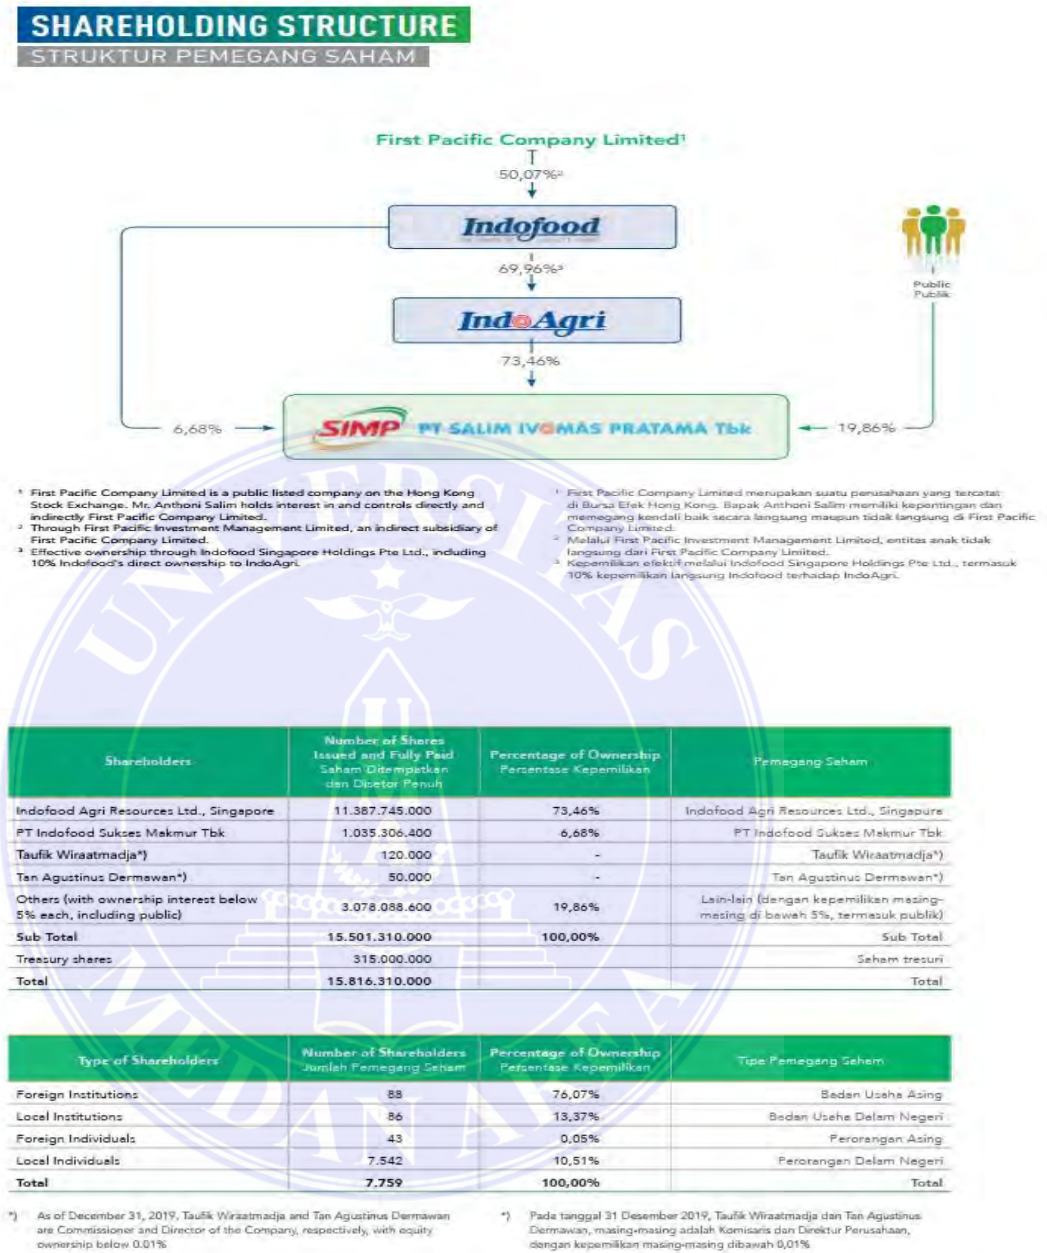 SHAREHOLDING STRUCTURE
STRUKTUR PEMEGANG SAHAM
First Pacific Company Limited¹
50,07%²
Indofood
69,96%³
IndoAgri
73,46%
Public
Publik
6,68%
SIMP PT SALIM IVOMAS PRATAMA Tbk
19,86%
¹ First Pacific Company Limited is a public listed company on the Hong Kong
Stock Exchange. Mr. Anthoni Salim holds interest in and controls directly and
indirectly First Pacific Company Limited.
² Through First Pacific Investment Management Limited, an indirect subsidiary of
First Pacific Company Limited.
³ Effective ownership through Indofood Singapore Holdings Pte Ltd., including
10% Indofood's direct ownership to IndoAgri.
¹ First Pacific Company Limited merupakan suatu perusahaan yang tercatat
di Bursa Efek Hong Kong. Bapak Anthoni Salim memiliki kepentingan dan
memegang kendali baik secara langsung maupun tidak langsung di First Pacific
Company Limited.
² Melalui First Pacific Investment Management Limited, entitas anak tidak
langsung dari First Pacific Company Limited.
³ Kepemilikan efektif melalui Indofood Singapore Holdings Pte Ltd., termasuk
10% kepemilikan langsung Indofood terhadap IndoAgri.
UNIVERSITAS
MEDAN AREA
Shareholders | Number of Shares Issued and Fully Paid Saham Ditempatkan dan Disetor Penuh | Percentage of Ownership Persentase Kepemilikan | Pemegang Saham
Indofood Agri Resources Ltd., Singapore 11.387.745.000 73,46% Indofood Agri Resources Ltd., Singapura
PT Indofood Sukses Makmur Tbk 1.035.306.400 6,68% PT Indofood Sukses Makmur Tbk
Taufik Wiraatmadja*) 120.000 - Taufik Wiraatmadja*)
Tan Agustinus Dermawan*) 50.000 - Tan Agustinus Dermawan*)
Others (with ownership interest below 5% each, including public) 3.078.088.600 19,86% Lain-lain (dengan kepemilikan masing-masing di bawah 5%, termasuk publik)
Sub Total 15.501.310.000 100,00% Sub Total
Treasury shares 315.000.000 Saham tresuri
Total 15.816.310.000 Total
Type of Shareholders | Number of Shareholders Jumlah Pemegang Saham | Percentage of Ownership Persentase Kepemilikan | Tipe Pemegang Saham
Foreign Institutions 88 76,07% Badan Usaha Asing
Local Institutions 86 13,37% Badan Usaha Dalam Negeri
Foreign Individuals 43 0,05% Perorangan Asing
Local Individuals 7.542 10,51% Perorangan Dalam Negeri
Total 7.759 100,00% Total
*) As of December 31, 2019, Taufik Wiraatmadja and Tan Agustinus Dermawan
are Commissioner and Director of the Company, respectively, with equity
ownership below 0.01%
*) Pada tanggal 31 Desember 2019, Taufik Wiraatmadja dan Tan Agustinus
Dermawan, masing-masing adalah Komisaris dan Direktur Perusahaan,
dengan kepemilikan masing-masing dibawah 0,01%